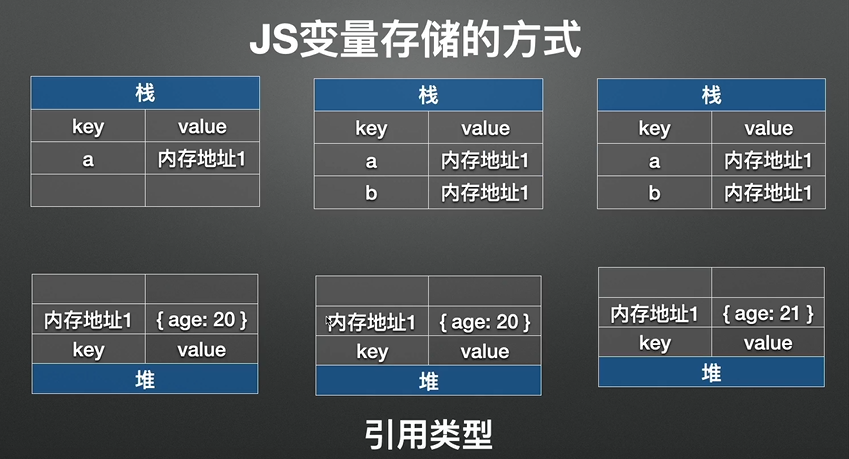 JS变量存储的方式
栈 栈 栈
key value key value key value
a 内存地址1 a 内存地址1 a 内存地址1
b 内存地址1 b 内存地址1
内存地址1 { age: 20 } 内存地址1 { age: 20 } 内存地址1 { age: 21 }
key value key value key value
堆 堆 堆
引用类型